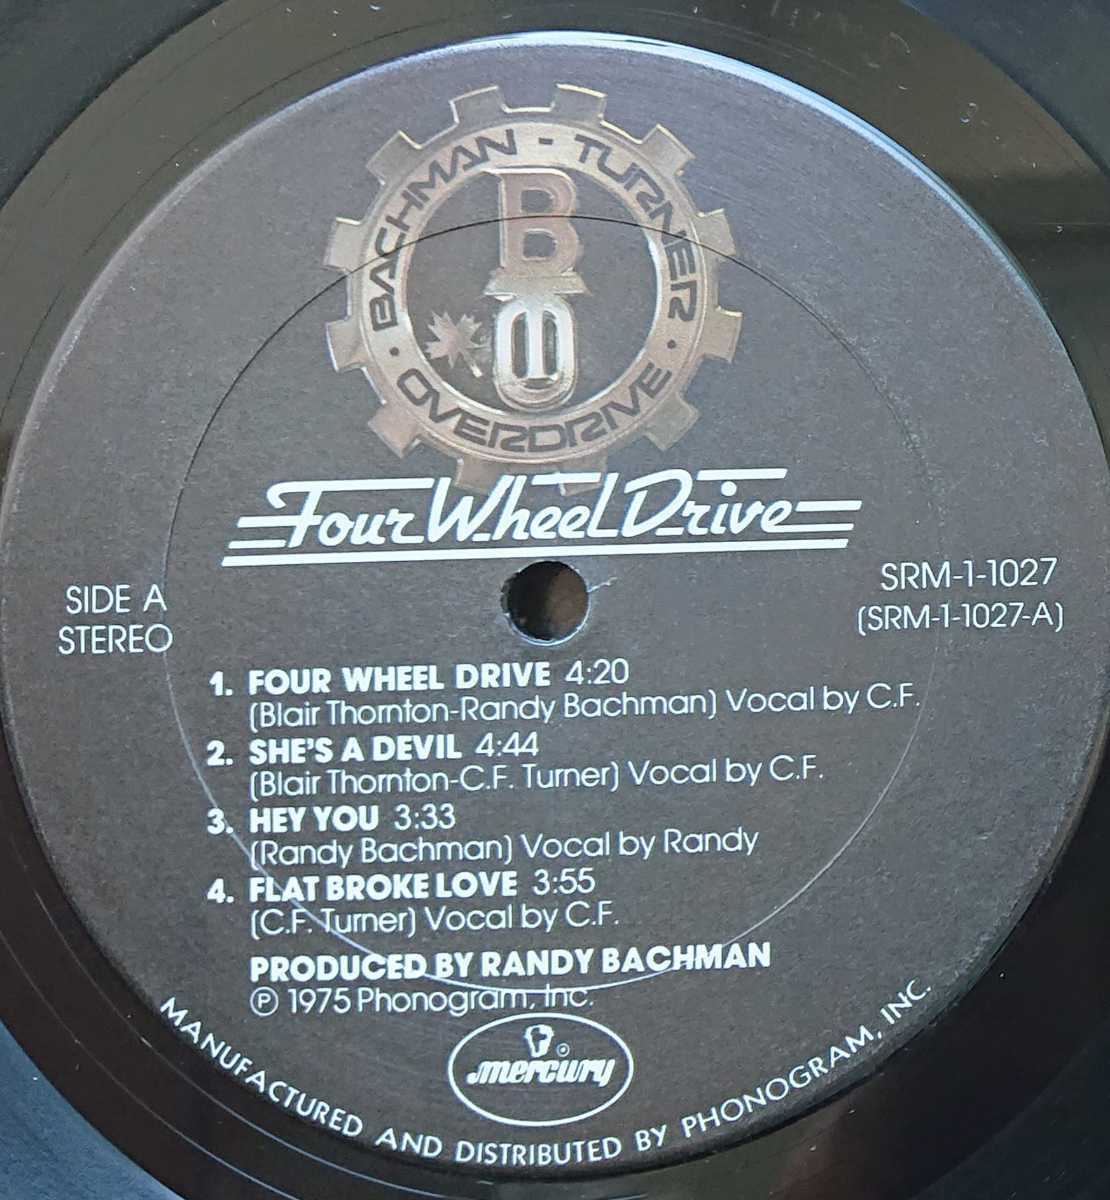 BACHMAN - TURNER
· OVERDRIVE ·
B
TO
Four Wheel Drive
SIDE A
STEREO
SRM-1-1027
(SRM-1-1027-A)
1. FOUR WHEEL DRIVE 4:20
(Blair Thornton-Randy Bachman) Vocal by C.F.
2. SHE'S A DEVIL 4:44
(Blair Thornton-C.F. Turner) Vocal by C.F.
3. HEY YOU 3:33
(Randy Bachman) Vocal by Randy
4. FLAT BROKE LOVE 3:55
(C.F. Turner) Vocal by C.F.
PRODUCED BY RANDY BACHMAN
℗ 1975 Phonogram, Inc.
mercury ®
MANUFACTURED AND DISTRIBUTED BY PHONOGRAM, INC.